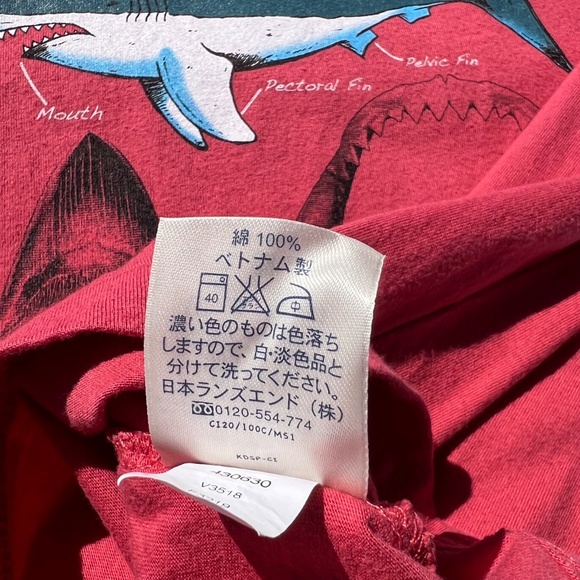 Pelvic Fin
Pectoral Fin
Mouth
綿 100%
ベトナム製
40
中
濃い色のものは色落ち
しますので、白・淡色品と
分けて洗ってください。
日本ランズエンド(株)
0120-554-774
CI20/100C/MS1
KDSP-CI
430630
V3518